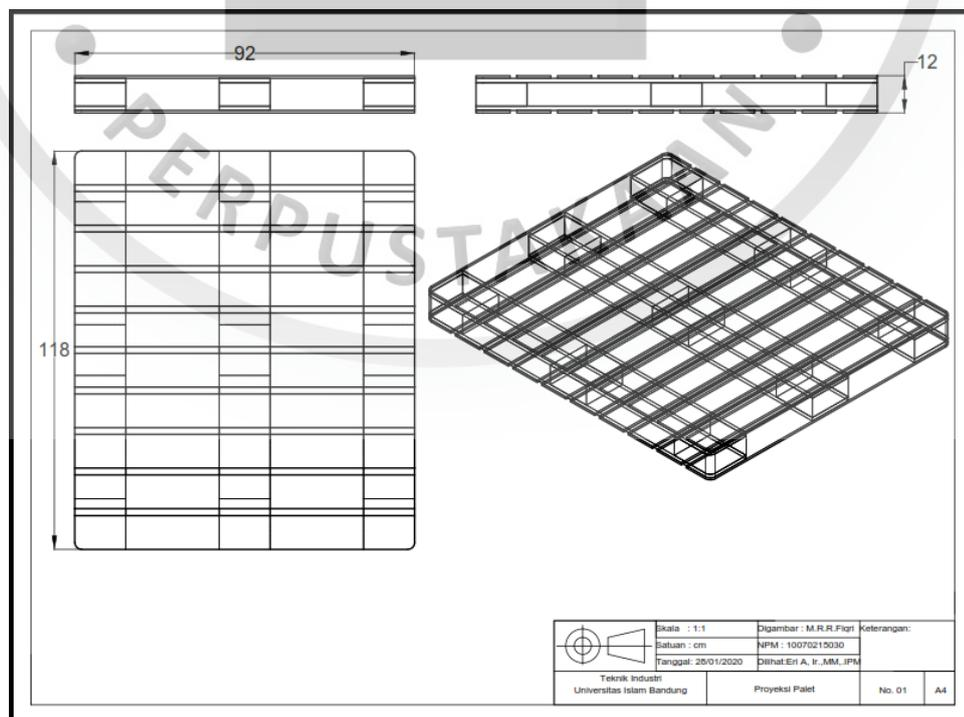 92
12
PERPUSTAKAAN
118
Skala : 1:1
Digambar : M.R.R.Fiqri
Keterangan:
Satuan : cm
NPM : 10070215030
Tanggal: 28/01/2020
Dilihat:Eri A, Ir.,MM,.IPM
Teknik Industri
Universitas Islam Bandung
Proyeksi Palet
No. 01
A4